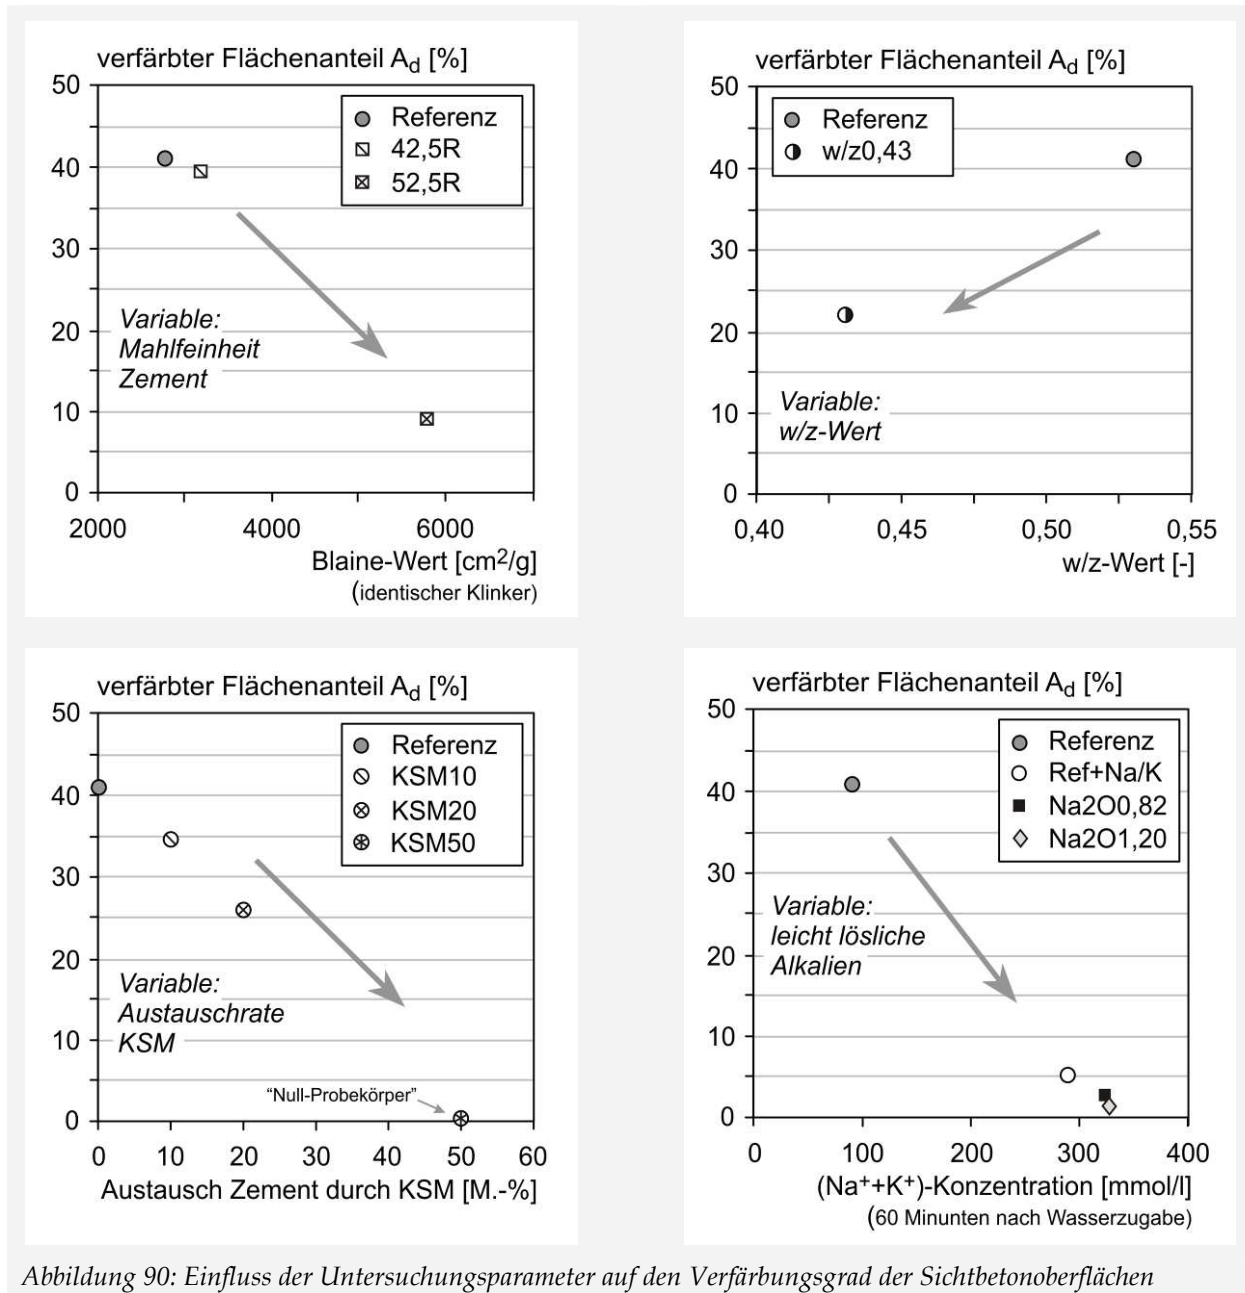 verfärbter Flächenanteil Ad [%]
50
40
30
20
10
0
Referenz
42,5R
52,5R
Variable:
Mahlfeinheit
Zement
2000 4000 6000
Blaine-Wert [cm2/g]
(identischer Klinker)
verfärbter Flächenanteil Ad [%]
50
40
30
20
10
0
Referenz
w/z0,43
Variable:
w/z-Wert
0,40 0,45 0,50 0,55
w/z-Wert [-]
verfärbter Flächenanteil Ad [%]
50
40
30
20
10
0
Referenz
KSM10
KSM20
KSM50
Variable:
Austauschrate
KSM
“Null-Probekörper”
0 10 20 30 40 50 60
Austausch Zement durch KSM [M.-%]
verfärbter Flächenanteil Ad [%]
50
40
30
20
10
0
Referenz
Ref+Na/K
Na2O0,82
Na2O1,20
Variable:
leicht lösliche
Alkalien
0 100 200 300 400
(Na⁺+K⁺)-Konzentration [mmol/l]
(60 Minunten nach Wasserzugabe)
Abbildung 90: Einfluss der Untersuchungsparameter auf den Verfärbungsgrad der Sichtbetonoberflächen